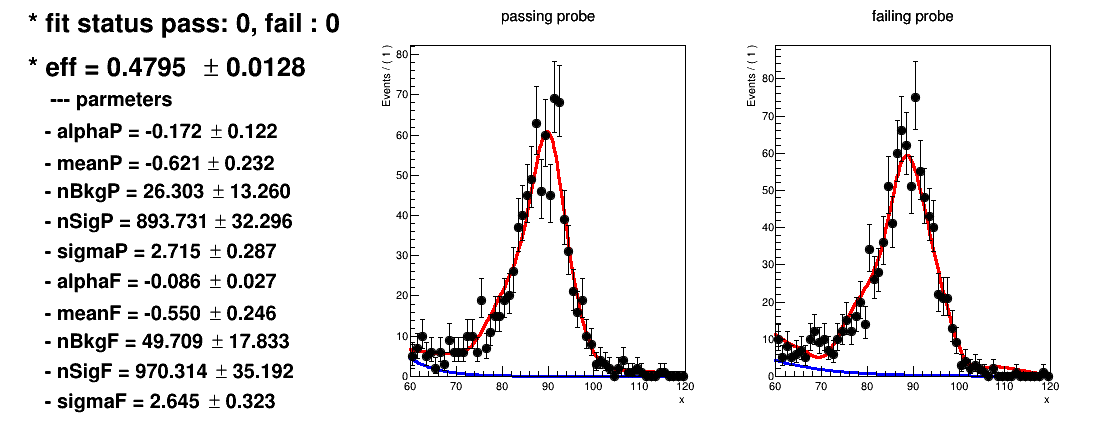 * fit status pass: 0, fail : 0
* eff = 0.4795 ± 0.0128
--- parmeters
- alphaP = -0.172 ± 0.122
- meanP = -0.621 ± 0.232
- nBkgP = 26.303 ± 13.260
- nSigP = 893.731 ± 32.296
- sigmaP = 2.715 ± 0.287
- alphaF = -0.086 ± 0.027
- meanF = -0.550 ± 0.246
- nBkgF = 49.709 ± 17.833
- nSigF = 970.314 ± 35.192
- sigmaF = 2.645 ± 0.323
passing probe
Events / ( 1 )
80
70
60
50
40
30
20
10
0
60 70 80 90 100 110 120
x
failing probe
Events / ( 1 )
80
70
60
50
40
30
20
10
0
60 70 80 90 100 110 120
x